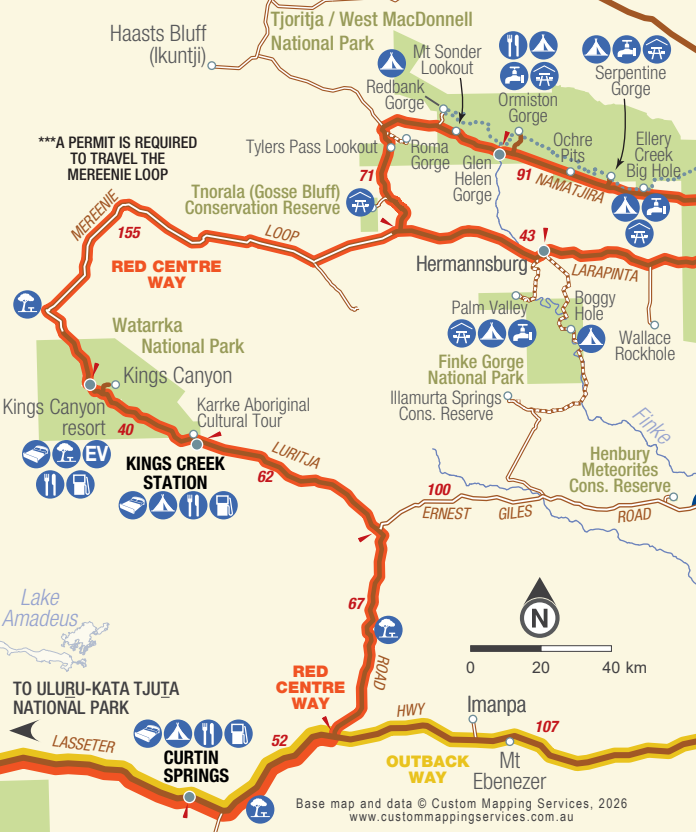 Tjoritja / West MacDonnell
National Park
Haasts Bluff
(Ikuntji)
Mt Sonder
Lookout
Redbank
Gorge
Ormiston
Gorge
Serpentine
Gorge
***A PERMIT IS REQUIRED
TO TRAVEL THE
MEREENIE LOOP
Tylers Pass Lookout
Roma
Gorge
Glen
Helen
Gorge
Ochre
Pits
Ellery
Creek
Big Hole
71
91
NAMATJIRA
Tnorala (Gosse Bluff)
Conservation Reserve
MEREENIE
155
LOOP
RED CENTRE
WAY
43
Hermannsburg
LARAPINTA
Palm Valley
Boggy
Hole
Wallace
Rockhole
Watarrka
National Park
Finke Gorge
National Park
Kings Canyon
Kings Canyon
resort
40
Karrke Aboriginal
Cultural Tour
Illamurta Springs
Cons. Reserve
Finke
EV
KINGS CREEK
STATION
LURITJA
62
Henbury
Meteorites
Cons. Reserve
100
ERNEST
GILES
ROAD
67
Lake
Amadeus
N
0
20
40 km
ROAD
TO ULURU-KATA TJUṮA
NATIONAL PARK
RED
CENTRE
WAY
LASSETER
52
HWY
Imanpa
107
CURTIN
SPRINGS
OUTBACK
WAY
Mt
Ebenezer
Base map and data © Custom Mapping Services, 2026
www.custommappingservices.com.au